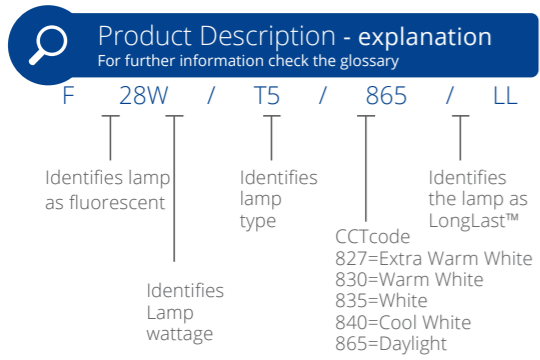 Product Description - explanation
For further information check the glossary
F 28W / T5 / 865 / LL
Identifies lamp
as fluorescent
Identifies
Lamp
wattage
Identifies
lamp
type
CCTcode
827=Extra Warm White
830=Warm White
835=White
840=Cool White
865=Daylight
Identifies
the lamp as
LongLast™